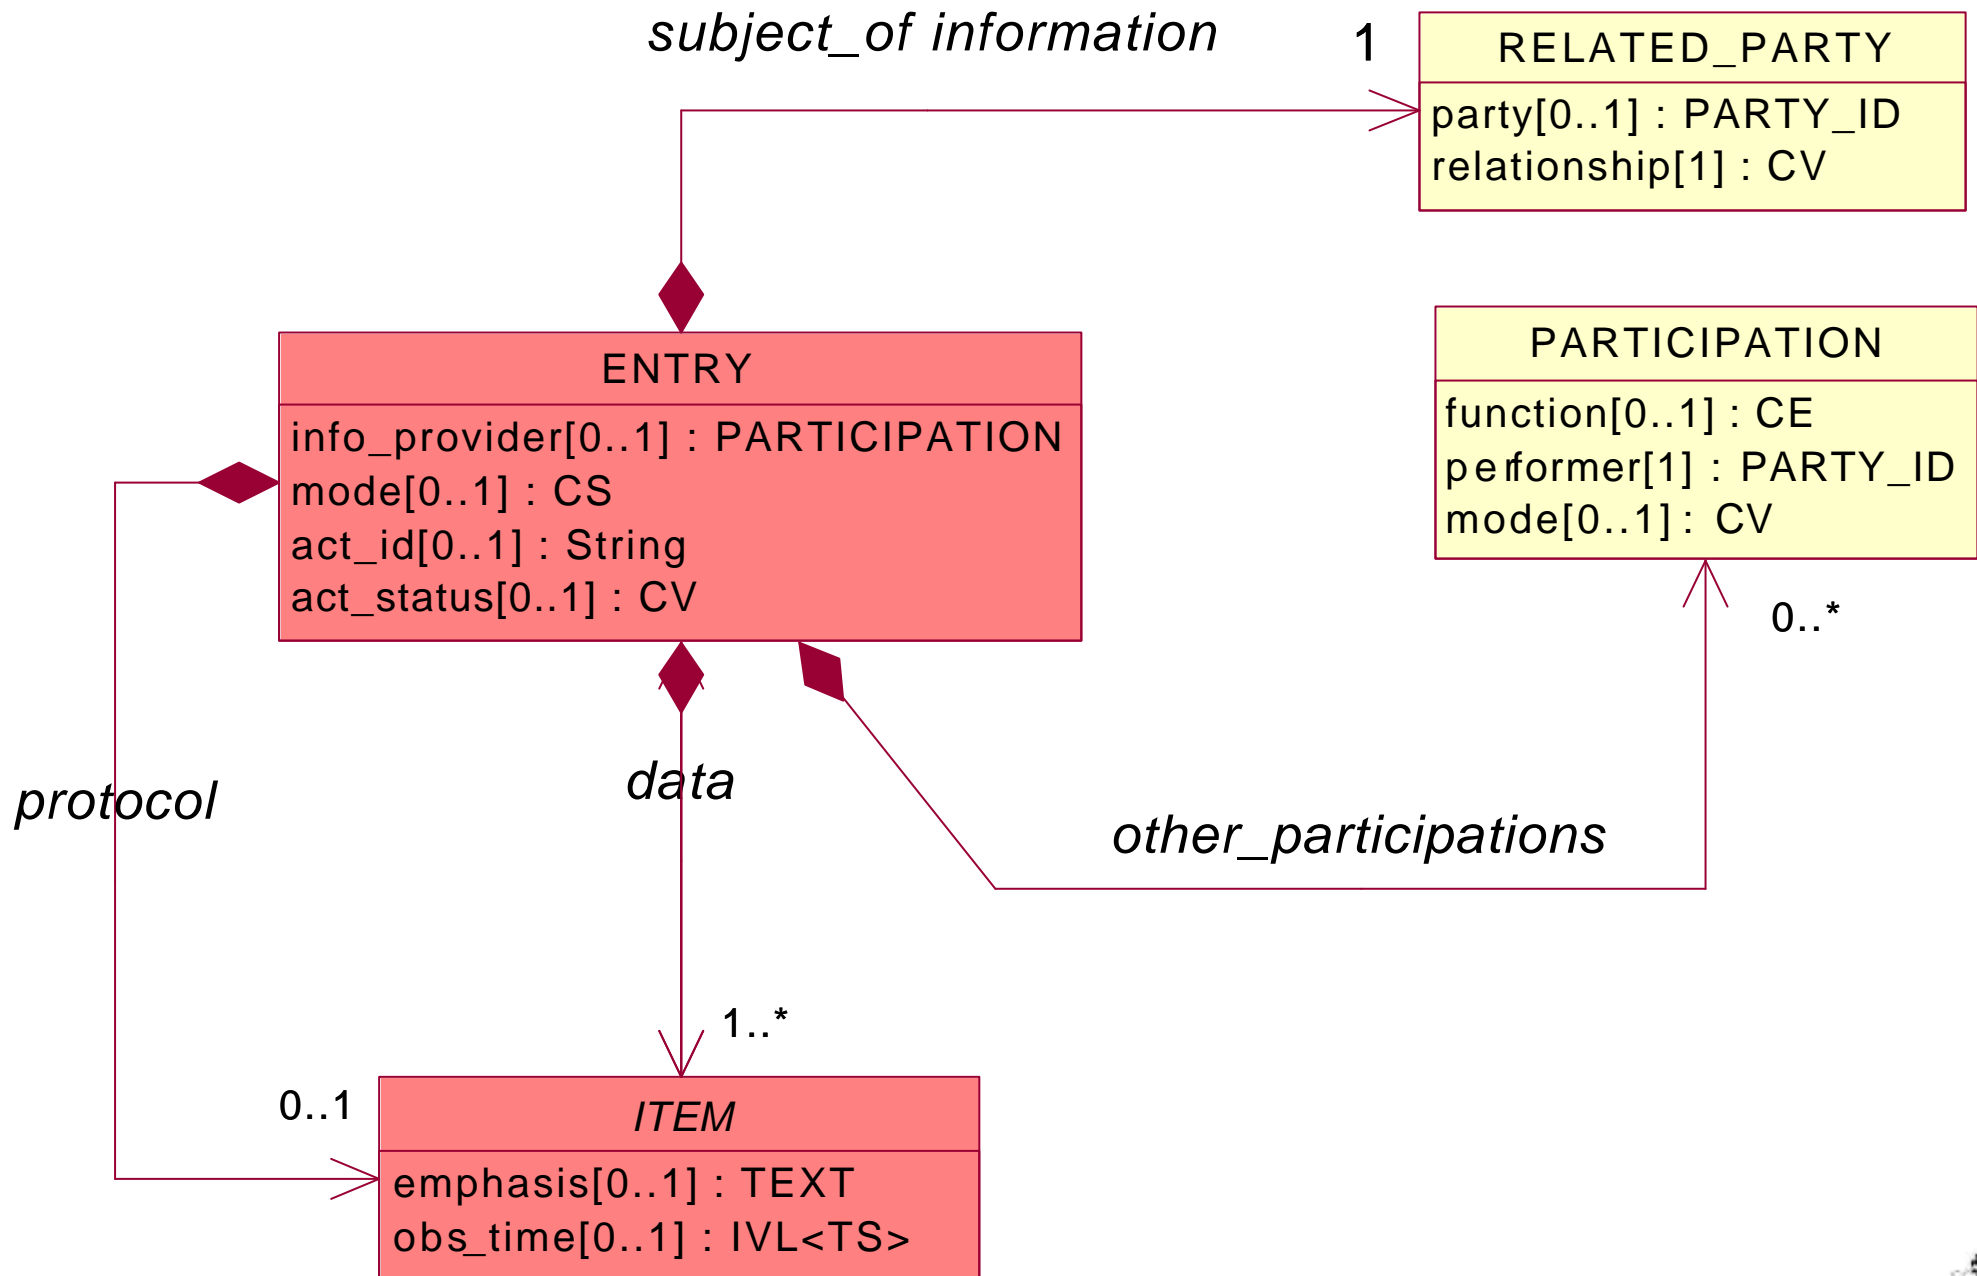 subject_of information
1
RELATED_PARTY
party[0..1] : PARTY_ID
relationship[1] : CV
PARTICIPATION
function[0..1] : CE
performer[1] : PARTY_ID
mode[0..1] : CV
0..*
ENTRY
info_provider[0..1] : PARTICIPATION
mode[0..1] : CS
act_id[0..1] : String
act_status[0..1] : CV
protocol
data
other_participations
1..*
0..1
ITEM
emphasis[0..1] : TEXT
obs_time[0..1] : IVL<TS>